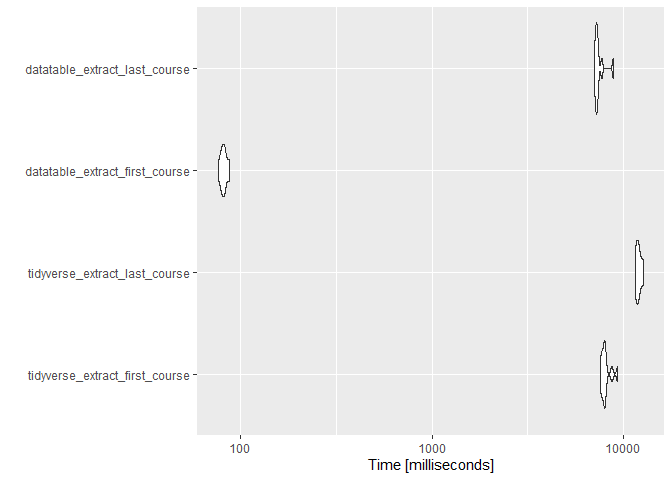 datatable_extract_last_course
datatable_extract_first_course
tidyverse_extract_last_course
tidyverse_extract_first_course
100 1000 10000
Time [milliseconds]